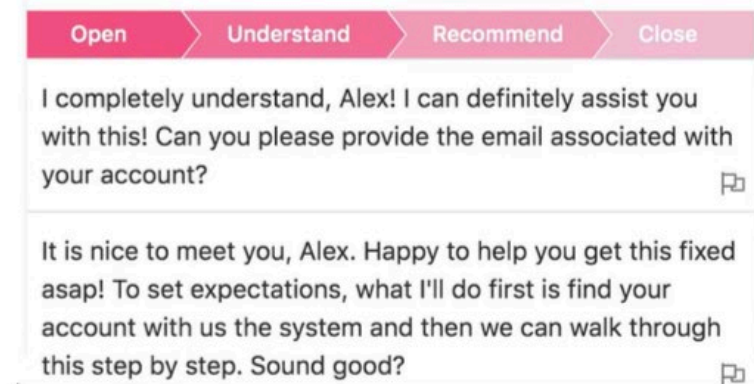 Open Understand Recommend Close
I completely understand, Alex! I can definitely assist you
with this! Can you please provide the email associated with
your account?
It is nice to meet you, Alex. Happy to help you get this fixed
asap! To set expectations, what I'll do first is find your
account with us the system and then we can walk through
this step by step. Sound good?